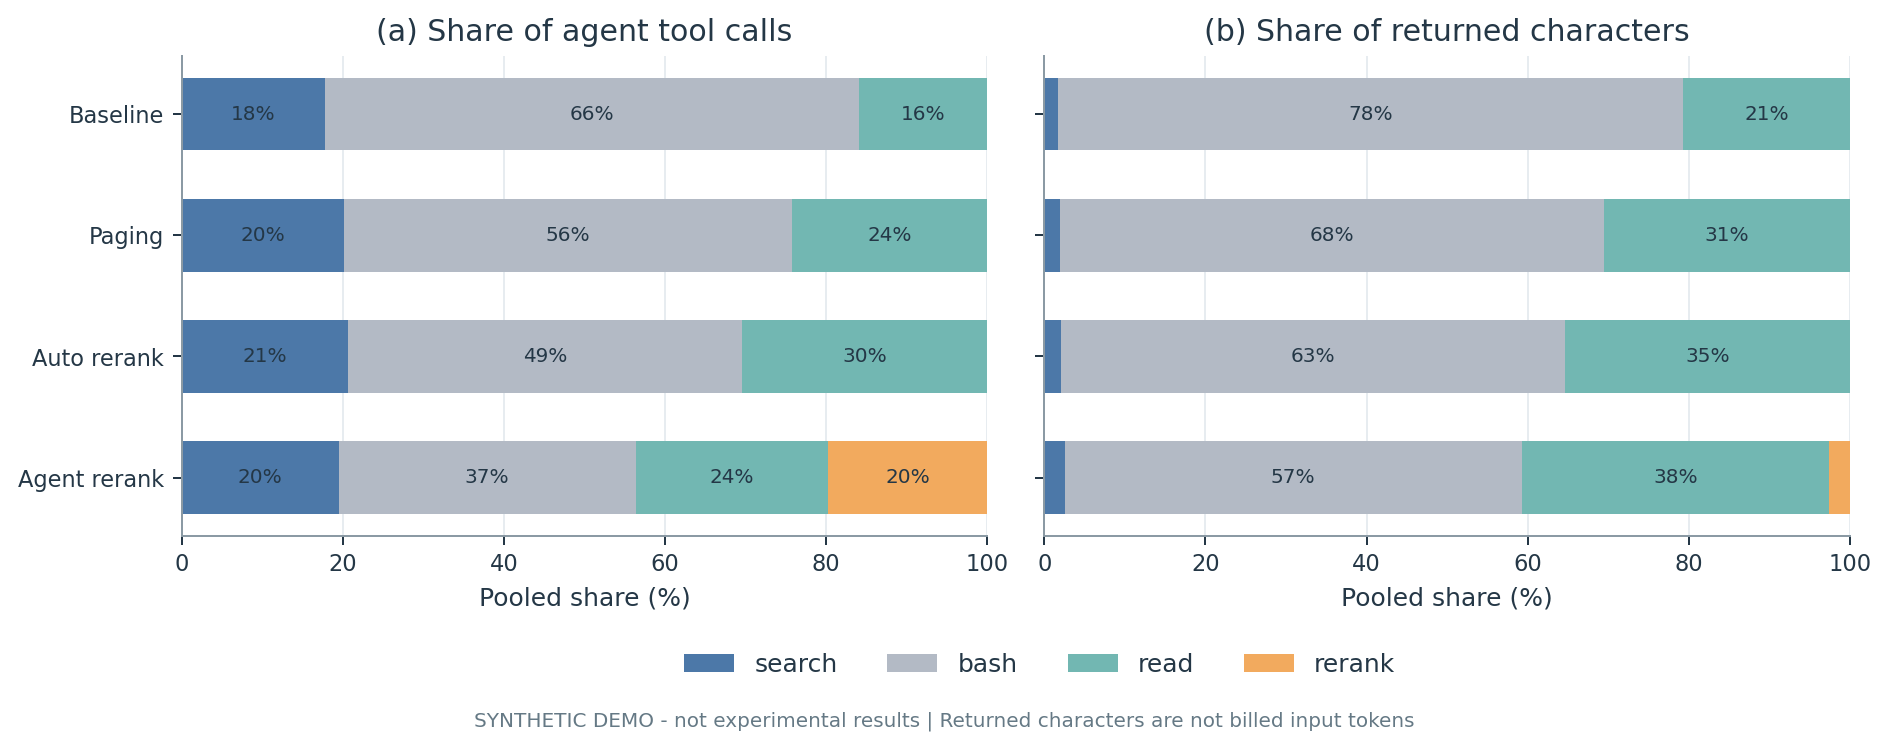 (a) Share of agent tool calls
Baseline 18% 66% 16%
Paging 20% 56% 24%
Auto rerank 21% 49% 30%
Agent rerank 20% 37% 24% 20%
0 20 40 60 80 100
Pooled share (%)
(b) Share of returned characters
78% 21%
68% 31%
63% 35%
57% 38%
0 20 40 60 80 100
Pooled share (%)
search bash read rerank
SYNTHETIC DEMO - not experimental results | Returned characters are not billed input tokens